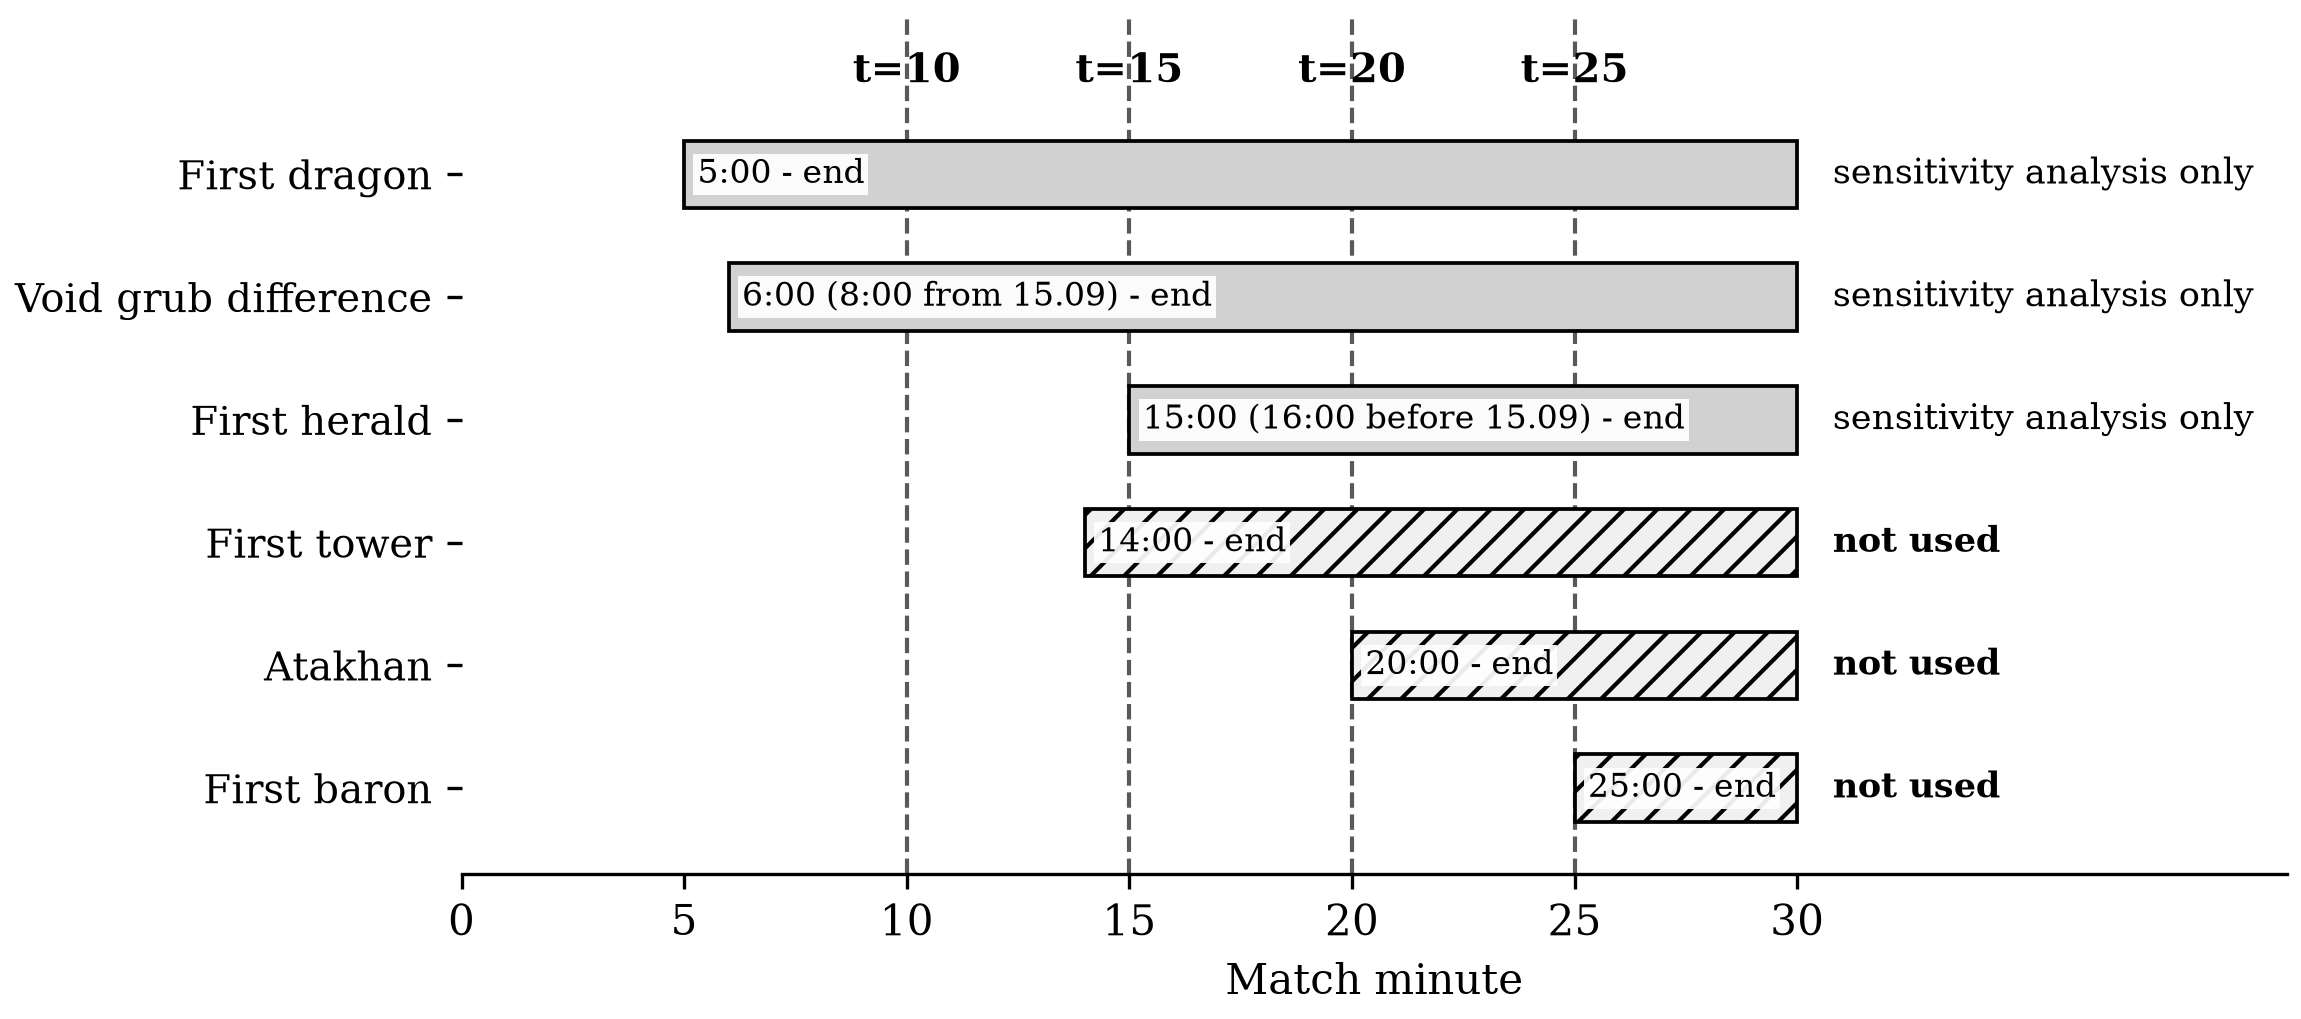 t=10 t=15 t=20 t=25
First dragon 5:00 - end sensitivity analysis only
Void grub difference 6:00 (8:00 from 15.09) - end sensitivity analysis only
First herald 15:00 (16:00 before 15.09) - end sensitivity analysis only
First tower 14:00 - end not used
Atakhan 20:00 - end not used
First baron 25:00 - end not used
0 5 10 15 20 25 30
Match minute